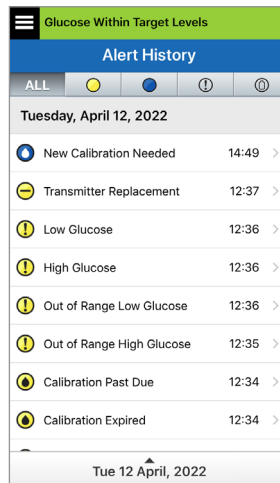 Glucose Within Target Levels
Alert History
ALL
Tuesday, April 12, 2022
New Calibration Needed 14:49
Transmitter Replacement 12:37
Low Glucose 12:36
High Glucose 12:36
Out of Range Low Glucose 12:36
Out of Range High Glucose 12:35
Calibration Past Due 12:34
Calibration Expired 12:34
Tue 12 April, 2022